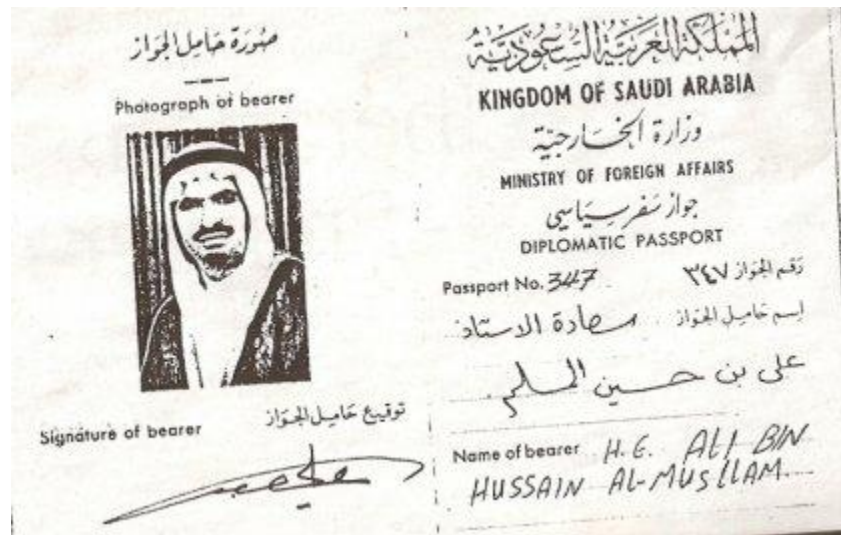 صورة حامل الجواز
Photograph of bearer
توقيع حامل الجواز
Signature of bearer
المملكة العربية السعودية
KINGDOM OF SAUDI ARABIA
وزارة الخارجية
MINISTRY OF FOREIGN AFFAIRS
جواز سفر سياسي
DIPLOMATIC PASSPORT
Passport No. 347 رقم الجواز ٣٤٧
إسم حامل الجواز سعادة الاستاذ
على بن حسين المسلم
Name of bearer H.E. ALI BIN
HUSSAIN AL-MUSLLAM.